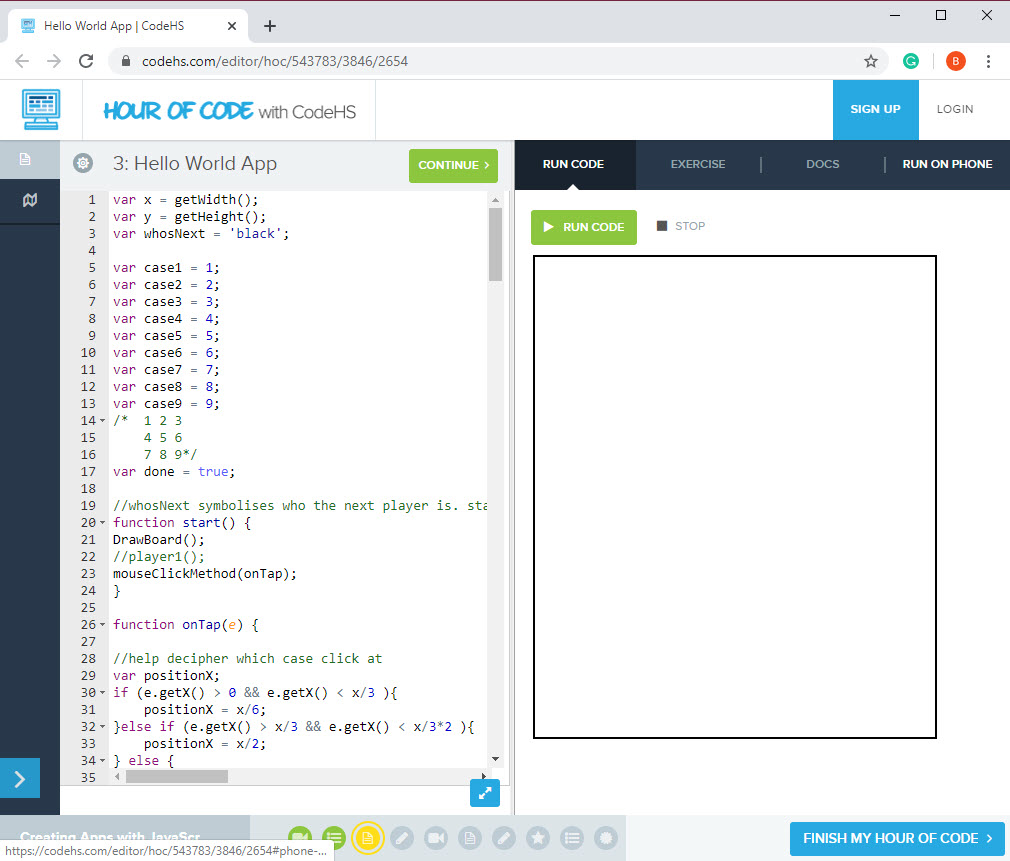 Hello World App | CodeHS
codehs.com/editor/hoc/543783/3846/2654
B
HOUR OF CODE with CodeHS
SIGN UP
LOGIN
3: Hello World App
CONTINUE >
RUN CODE
EXERCISE
DOCS
RUN ON PHONE
RUN CODE
STOP
1 var x = getWidth();
2 var y = getHeight();
3 var whosNext = 'black';
4
5 var case1 = 1;
6 var case2 = 2;
7 var case3 = 3;
8 var case4 = 4;
9 var case5 = 5;
10 var case6 = 6;
11 var case7 = 7;
12 var case8 = 8;
13 var case9 = 9;
14 /*  1 2 3
15     4 5 6
16     7 8 9*/
17 var done = true;
18
19 //whosNext symbolises who the next player is. sta
20 function start() {
21 DrawBoard();
22 //player1();
23 mouseClickMethod(onTap);
24 }
25
26 function onTap(e) {
27
28 //help decipher which case click at
29 var positionX;
30 if (e.getX() > 0 && e.getX() < x/3 ){
31     positionX = x/6;
32 }else if (e.getX() > x/3 && e.getX() < x/3*2 ){
33     positionX = x/2;
34 } else {
35
Creating Apps with JavaScr
FINISH MY HOUR OF CODE >
https://codehs.com/editor/hoc/543783/3846/2654#phone-...